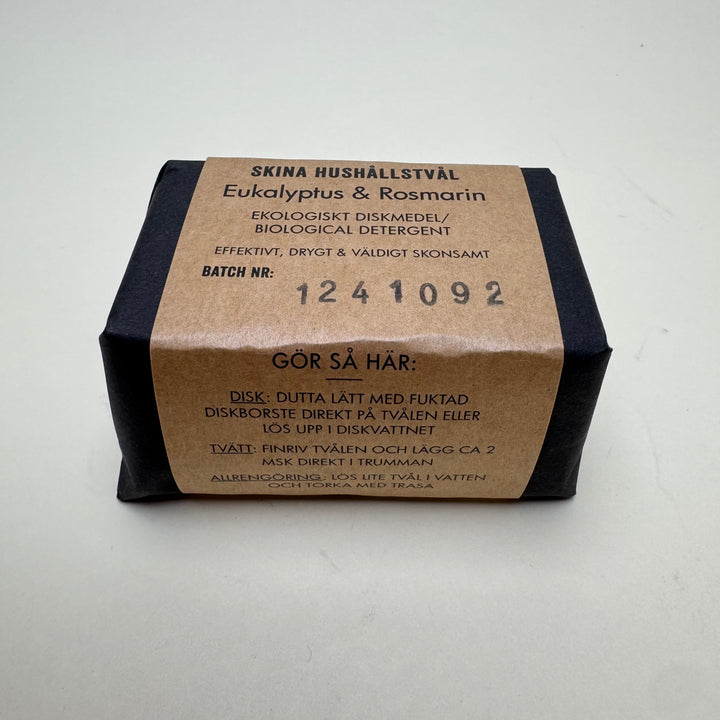 SKINA HUSHÅLLSTVÅL
Eukalyptus & Rosmarin
EKOLOGISKT DISKMEDEL/
BIOLOGICAL DETERGENT
EFFEKTIVT, DRYGT & VÄLDIGT SKONSAMT
BATCH NR: 1241092
GÖR SÅ HÄR:
DISK: DUTTA LÄTT MED FUKTAD
DISKBORSTE DIREKT PÅ TVÅLEN ELLER
LÖS UPP I DISKVATTNET
TVÄTT: FINRIV TVÅLEN OCH LÄGG CA 2
MSK DIREKT I TRUMMAN
ALLRENGÖRING: LÖS LITE TVÅL I VATTEN
OCH TORKA MED TRASA